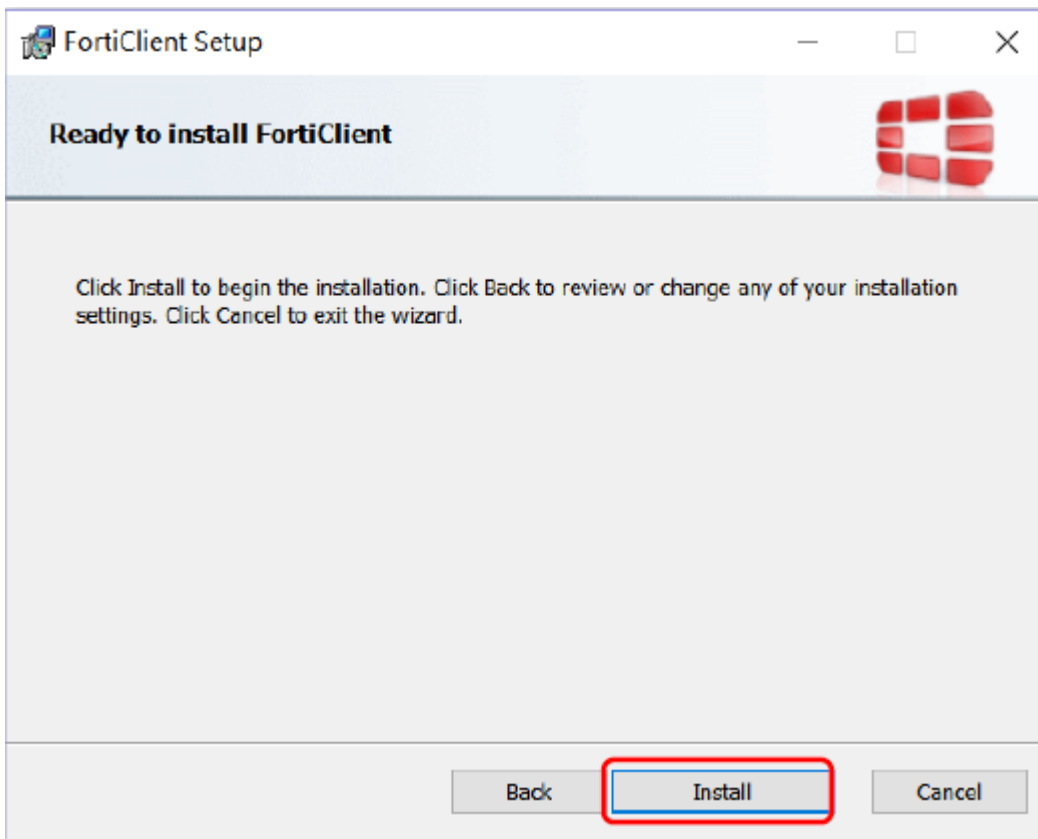 FortiClient Setup
Ready to install FortiClient
Click Install to begin the installation. Click Back to review or change any of your installation
settings. Click Cancel to exit the wizard.
Back Install Cancel